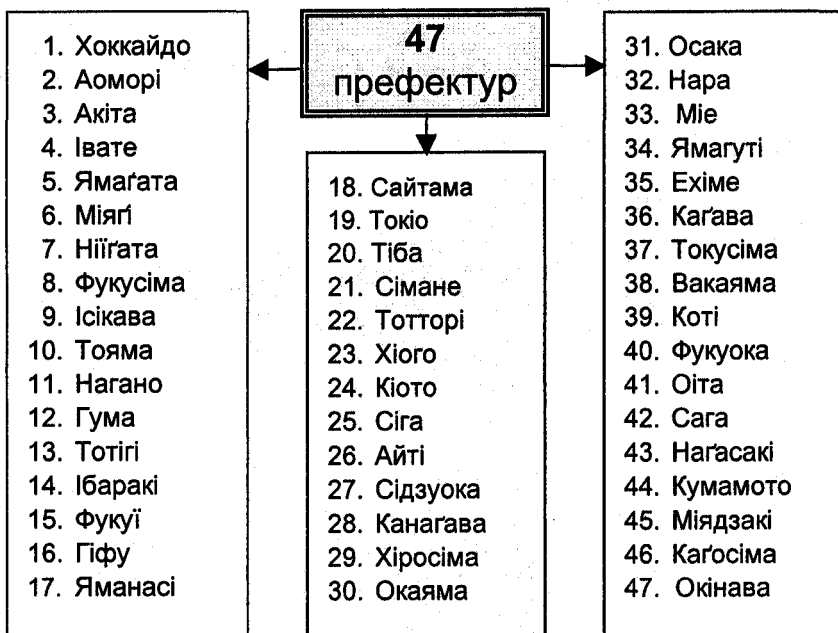 47
префектур
1. Хоккайдо
2. Аоморі
3. Акіта
4. Івате
5. Ямаґата
6. Міяґі
7. Ніїґата
8. Фукусіма
9. Ісікава
10. Тояма
11. Нагано
12. Гума
13. Тотігі
14. Ібаракі
15. Фукуї
16. Гіфу
17. Яманасі
18. Сайтама
19. Токіо
20. Тіба
21. Сімане
22. Тотторі
23. Хіого
24. Кіото
25. Сіга
26. Айті
27. Сідзуока
28. Канаґава
29. Хіросіма
30. Окаяма
31. Осака
32. Нара
33. Міе
34. Ямагуті
35. Ехіме
36. Каґава
37. Токусіма
38. Вакаяма
39. Коті
40. Фукуока
41. Оіта
42. Сага
43. Наґасакі
44. Кумамото
45. Міядзакі
46. Каґосіма
47. Окінава